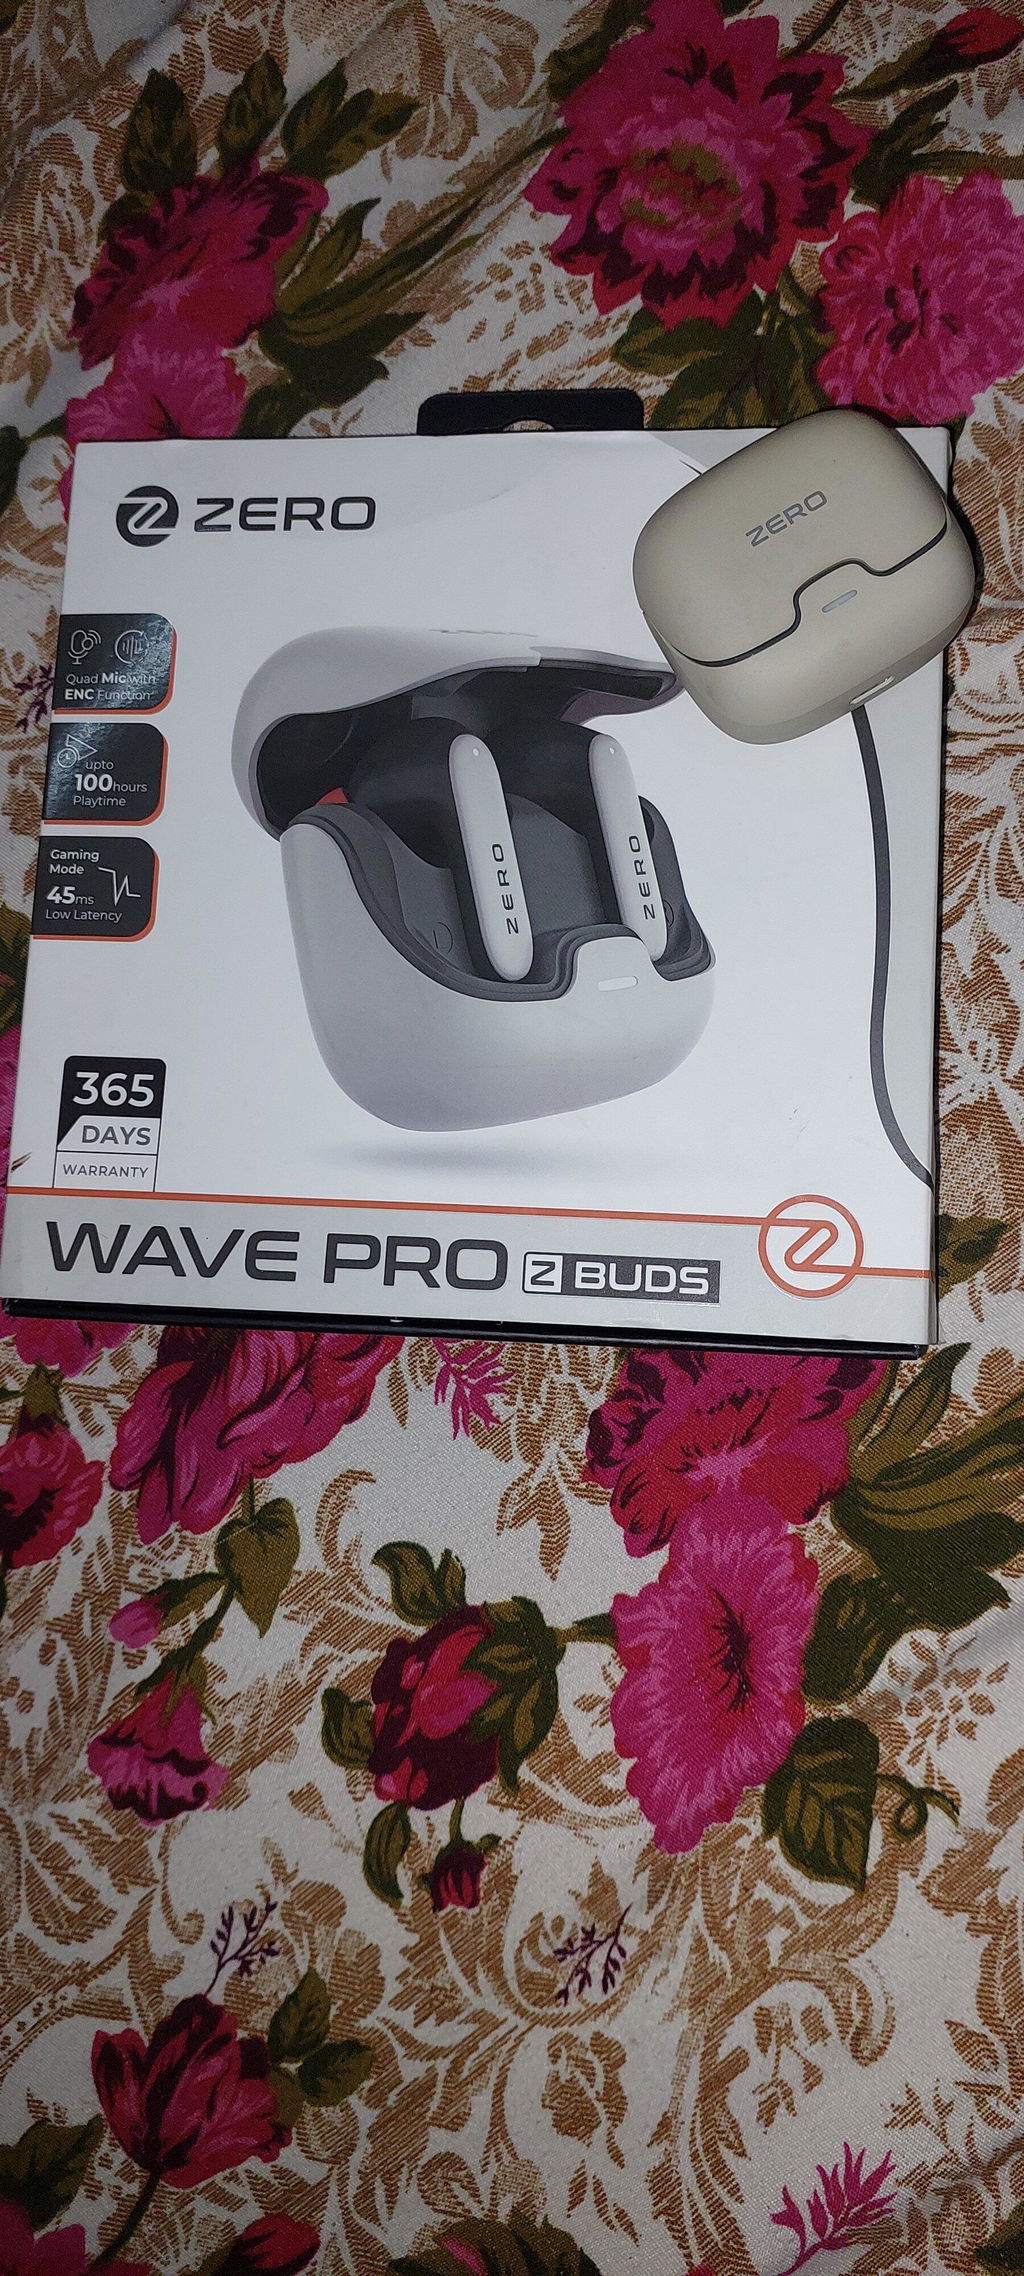 ZERO
ZERO
Quad Mic with
ENC Function
upto
100hours
Playtime
Gaming
Mode
45ms
Low Latency
ZERO
ZERO
365
DAYS
WARRANTY
WAVE PRO Z BUDS